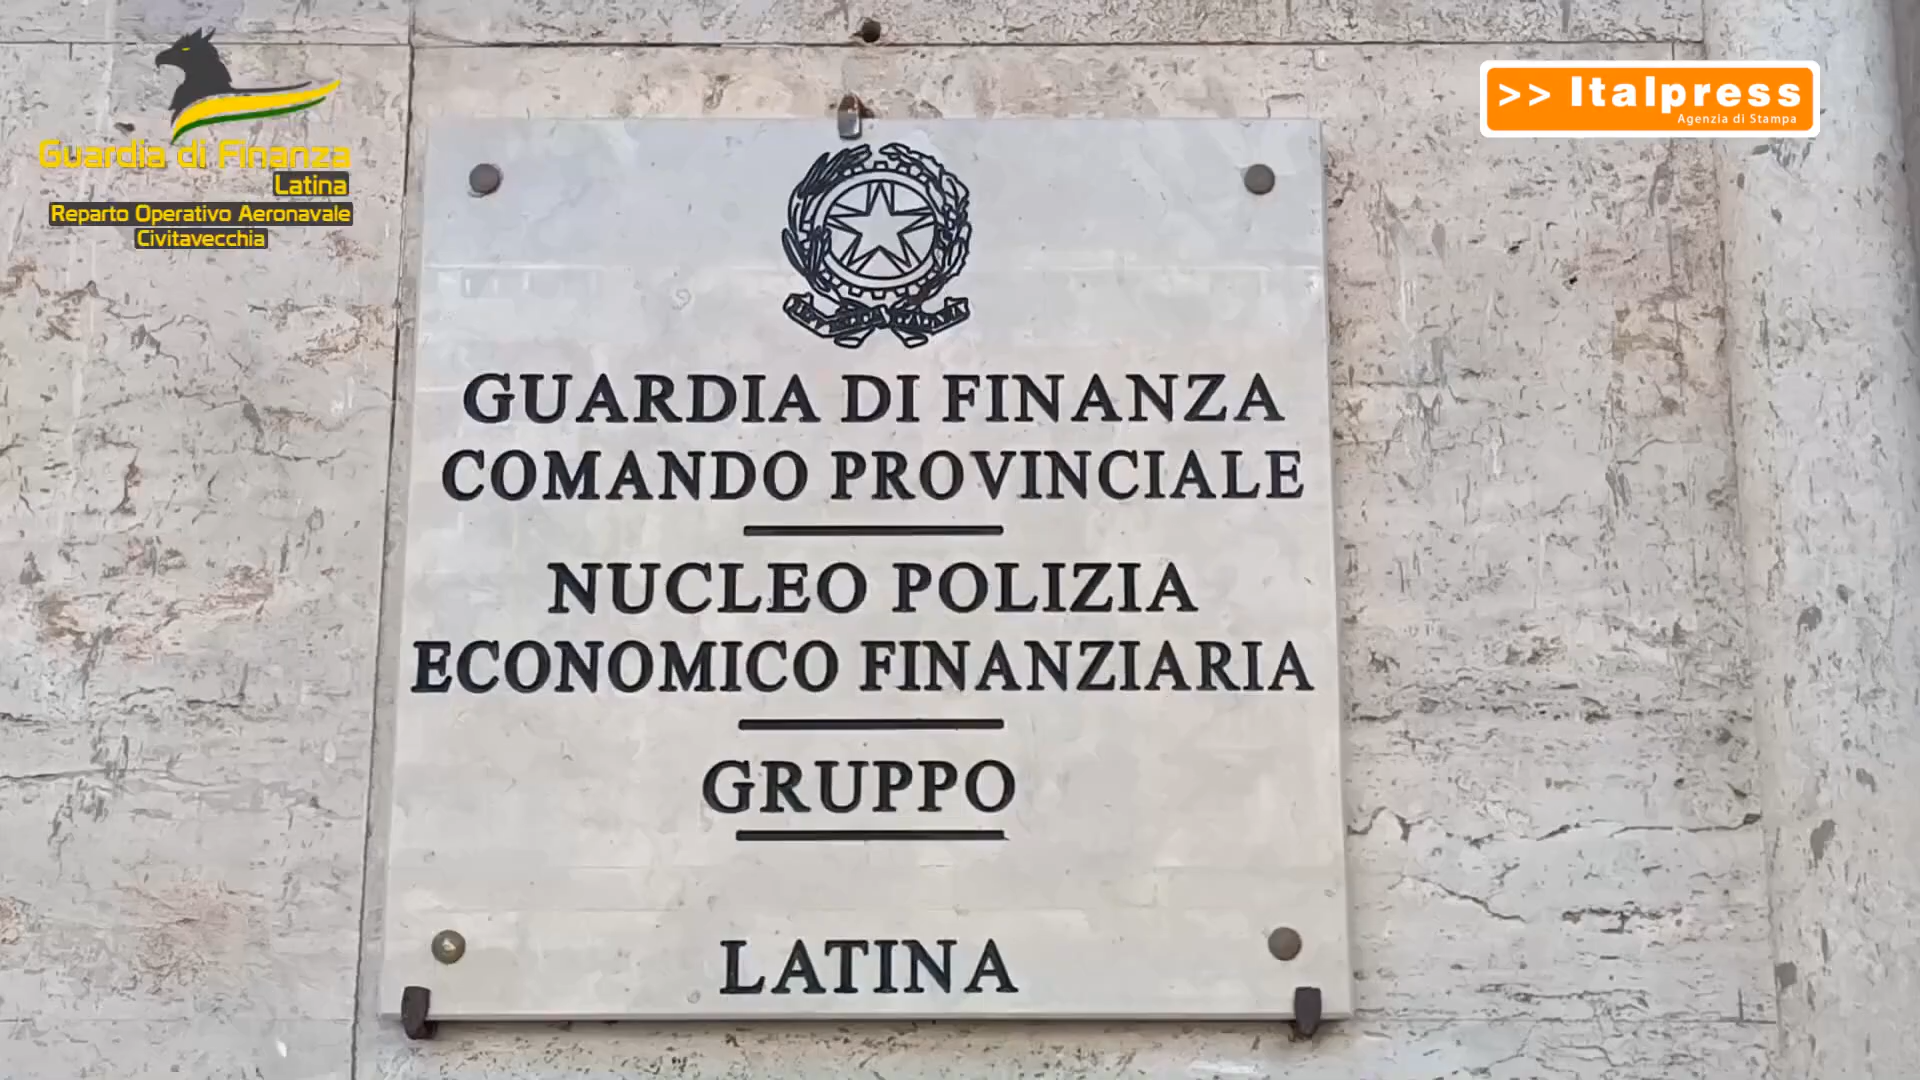 Guardia di Finanza
Latina
Reparto Operativo Aeronavale
Civitavecchia
>> Italpress
Agenzia di Stampa
GUARDIA DI FINANZA
COMANDO PROVINCIALE
NUCLEO POLIZIA
ECONOMICO FINANZIARIA
GRUPPO
LATINA